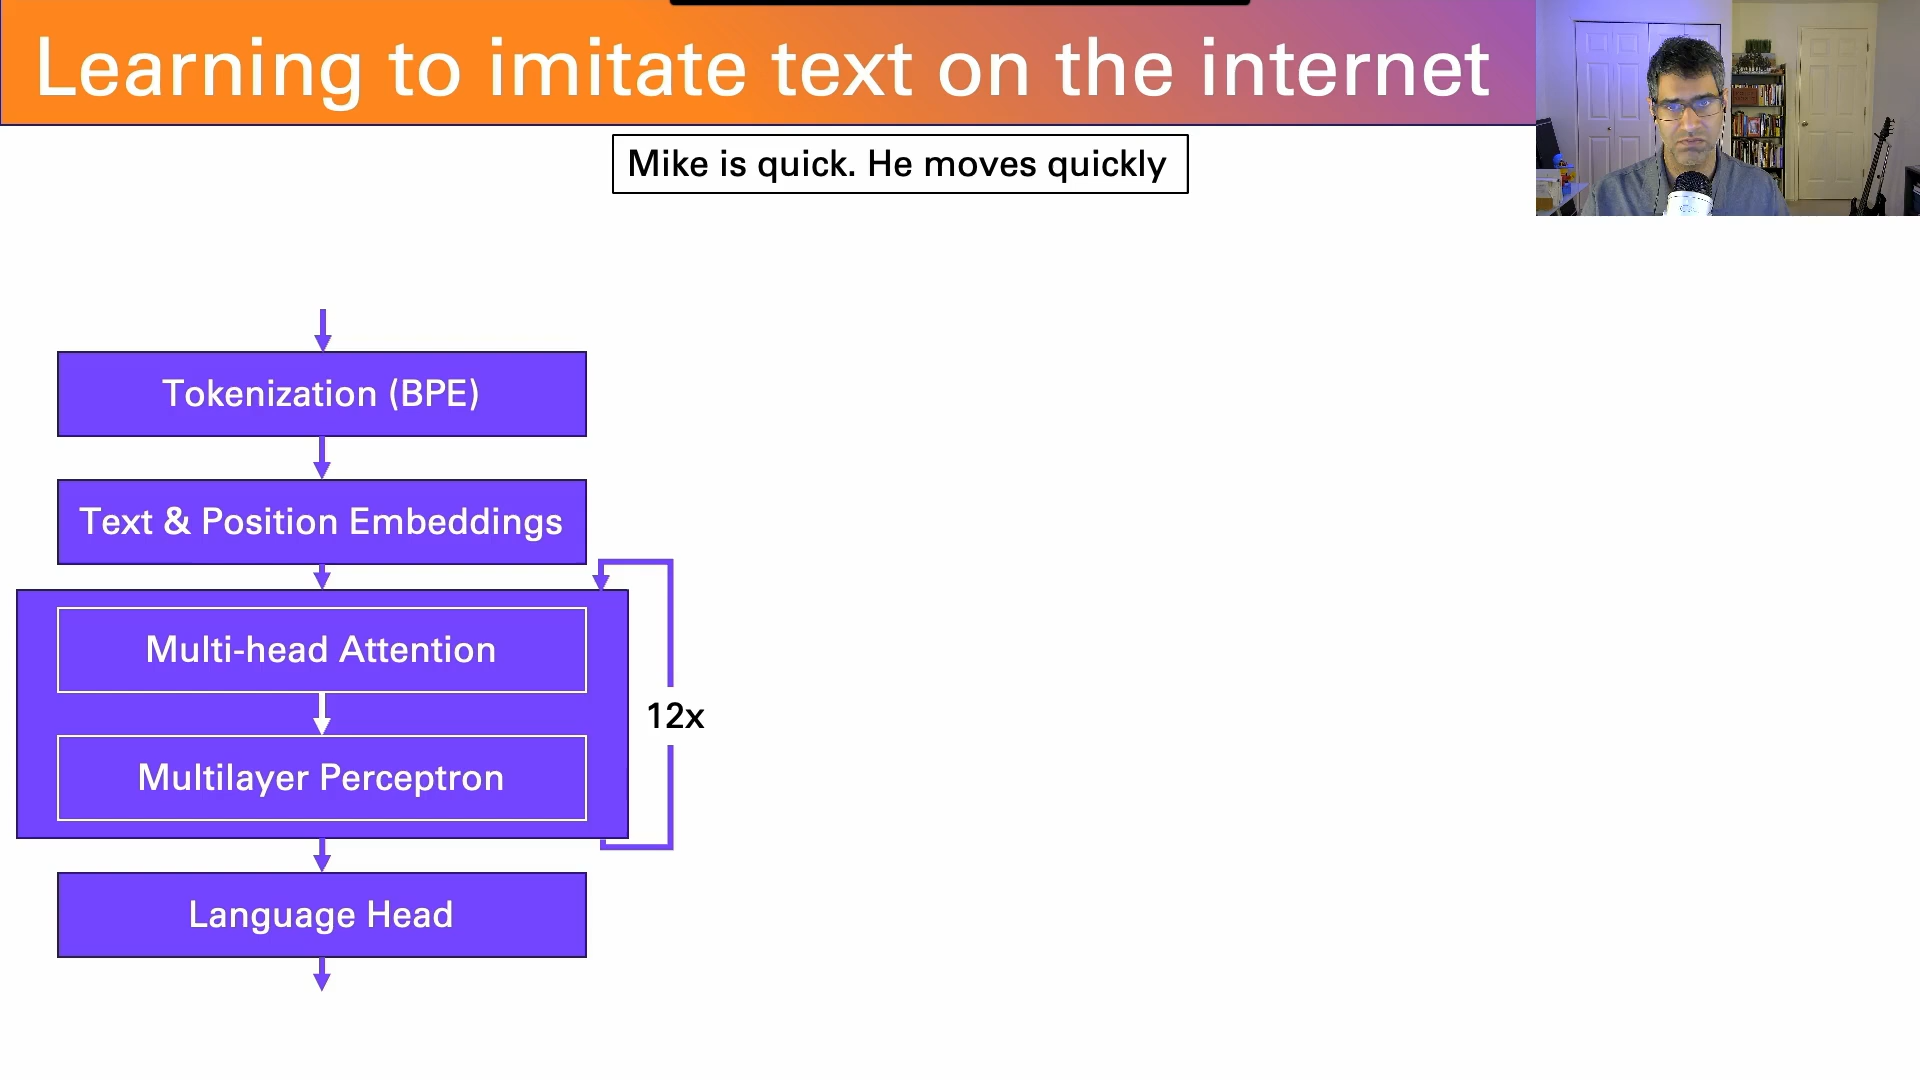 Learning to imitate text on the internet
Mike is quick. He moves quickly
Tokenization (BPE)
Text & Position Embeddings
Multi-head Attention
12x
Multilayer Perceptron
Language Head